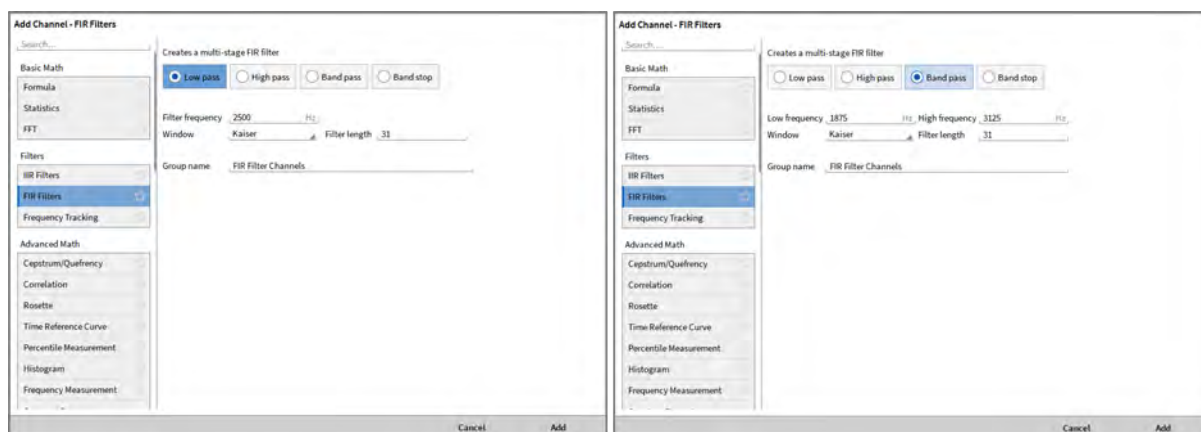 Add Channel - FIR Filters
Search...
Basic Math
Formula
Statistics
FFT
Filters
IIR Filters
FIR Filters
Frequency Tracking
Advanced Math
Cepstrum/Quefrency
Correlation
Rosette
Time Reference Curve
Percentile Measurement
Histogram
Frequency Measurement
Creates a multi-stage FIR filter
Low pass High pass Band pass Band stop
Filter frequency 2500 Hz
Window Kaiser Filter length 31
Group name FIR Filter Channels
Cancel Add
Add Channel - FIR Filters
Search...
Basic Math
Formula
Statistics
FFT
Filters
IIR Filters
FIR Filters
Frequency Tracking
Advanced Math
Cepstrum/Quefrency
Correlation
Rosette
Time Reference Curve
Percentile Measurement
Histogram
Frequency Measurement
Creates a multi-stage FIR filter
Low pass High pass Band pass Band stop
Low frequency 1875 Hz High frequency 3125 Hz
Window Kaiser Filter length 31
Group name FIR Filter Channels
Cancel Add